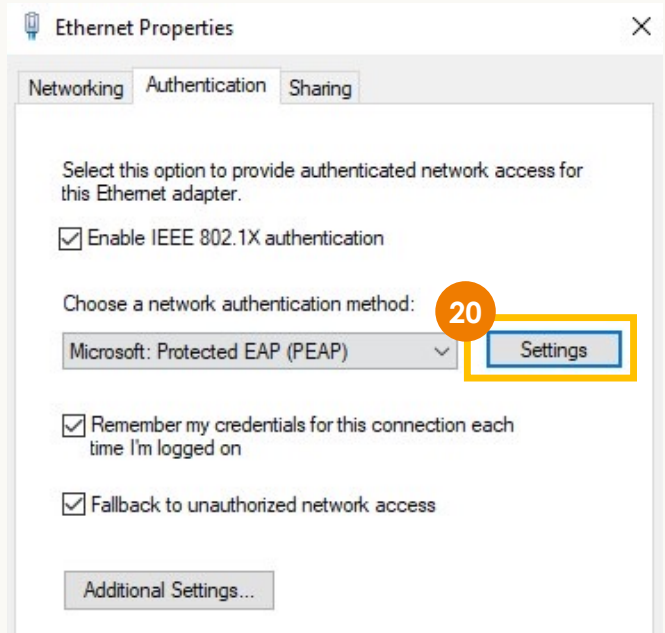 Ethernet Properties
Networking Authentication Sharing
Select this option to provide authenticated network access for
this Ethernet adapter.
Enable IEEE 802.1X authentication
Choose a network authentication method:
20
Microsoft: Protected EAP (PEAP) Settings
Remember my credentials for this connection each
time I'm logged on
Fallback to unauthorized network access
Additional Settings...